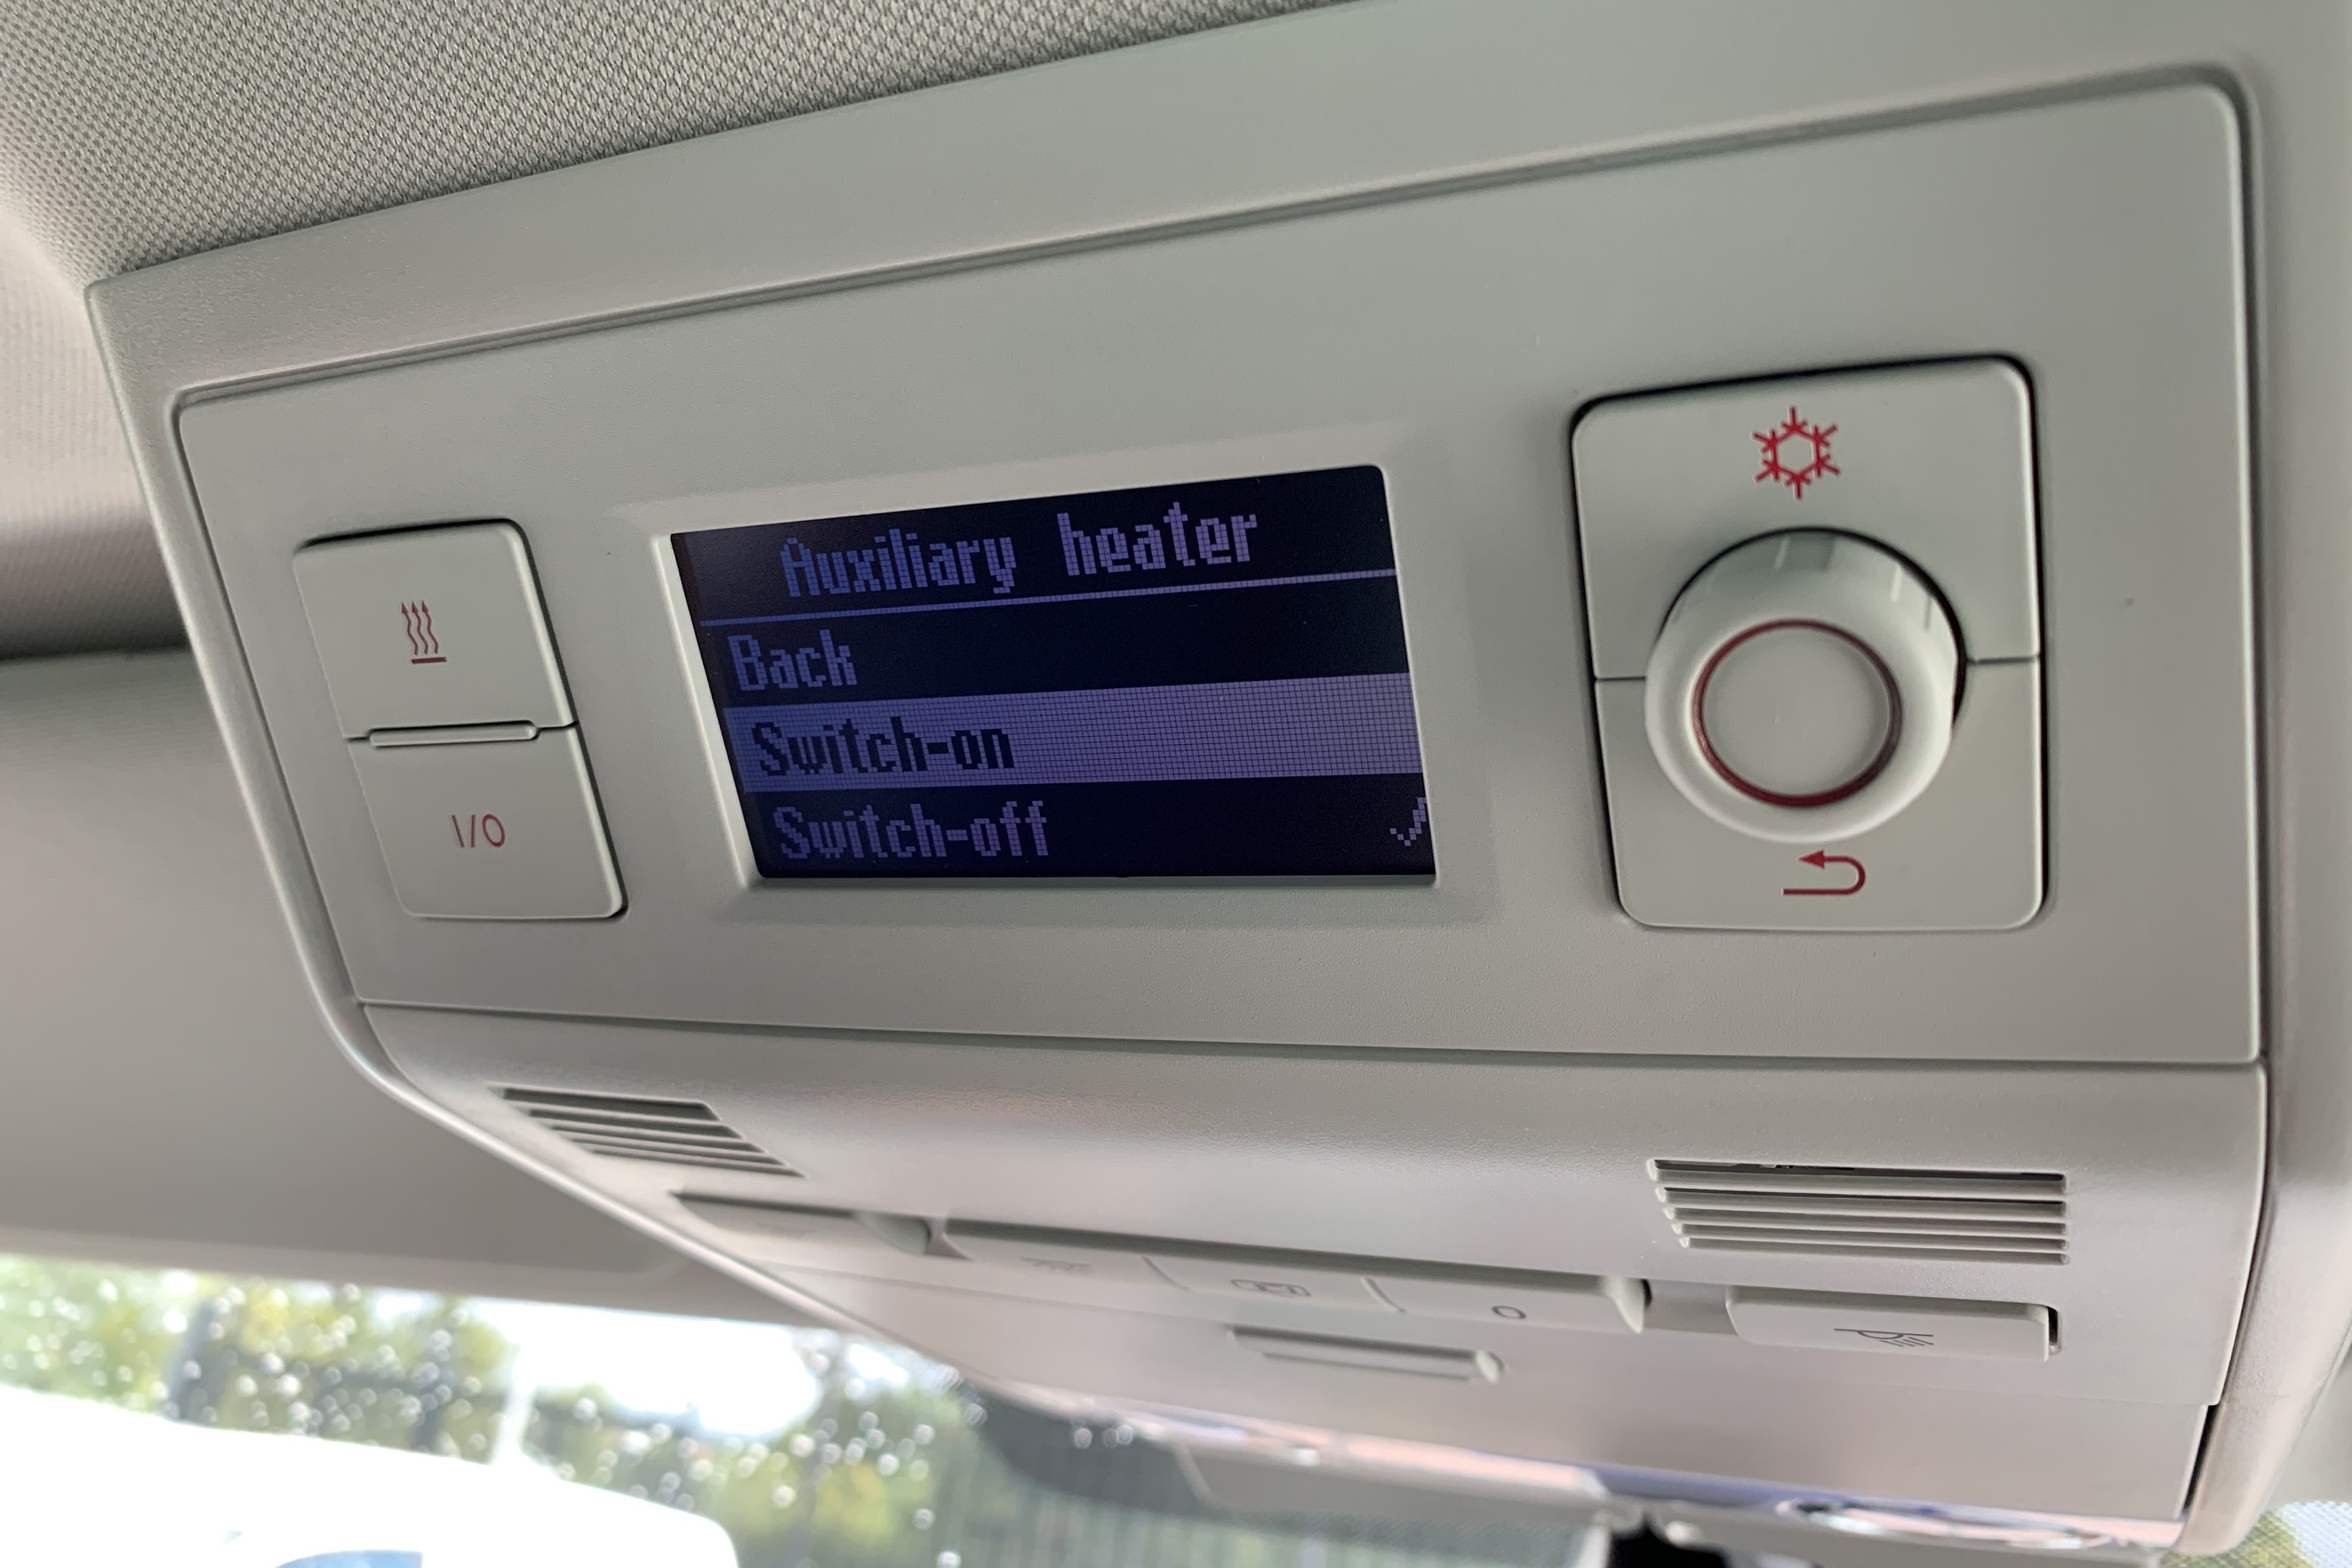 Auxiliary heater
Back
Switch-on
Switch-off
I/O
O